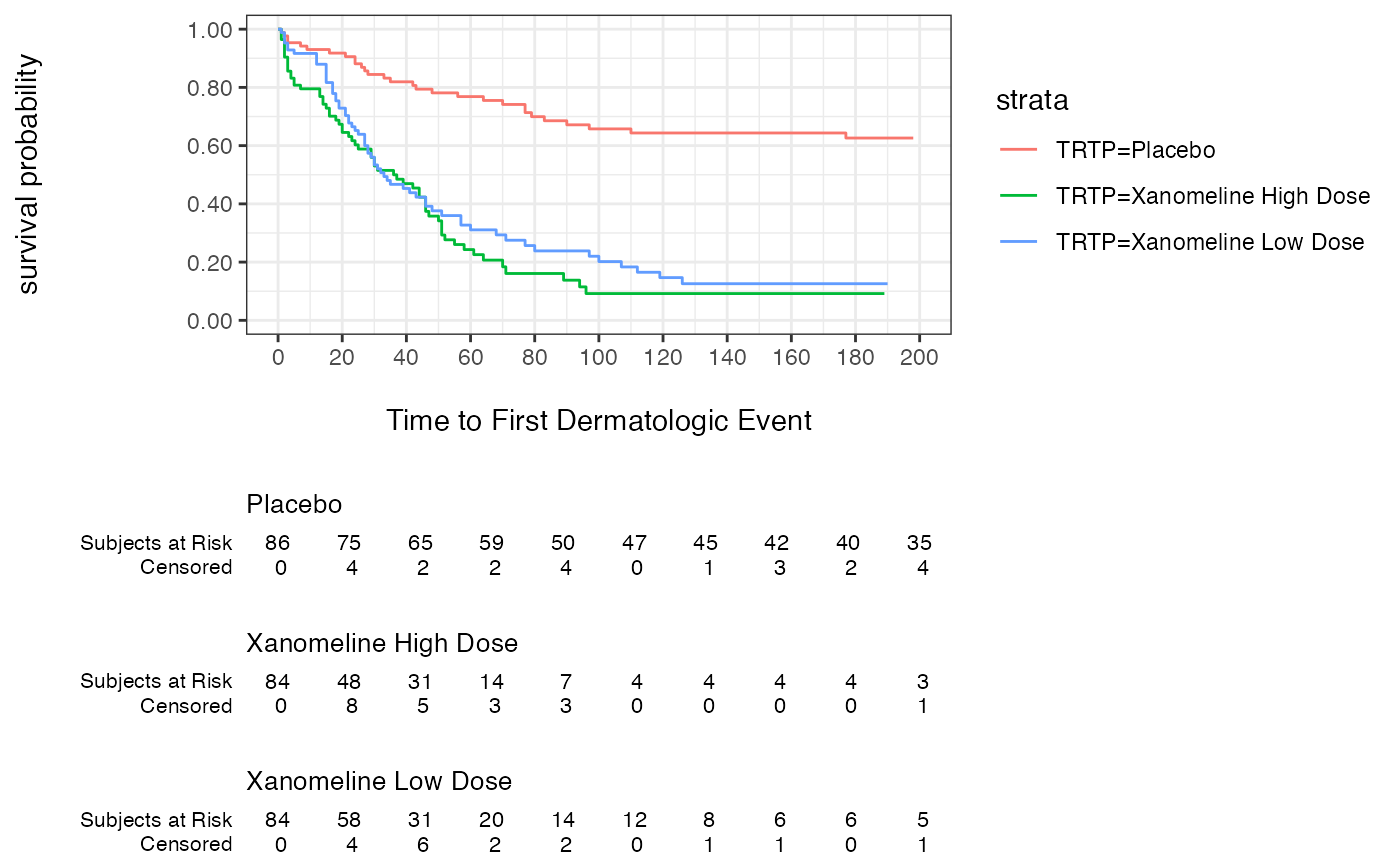 survival probability
1.00
0.80
0.60
0.40
0.20
0.00
0 20 40 60 80 100 120 140 160 180 200
Time to First Dermatologic Event
strata
TRTP=Placebo
TRTP=Xanomeline High Dose
TRTP=Xanomeline Low Dose
Placebo
Subjects at Risk 86 75 65 59 50 47 45 42 40 35
Censored 0 4 2 2 4 0 1 3 2 4
Xanomeline High Dose
Subjects at Risk 84 48 31 14 7 4 4 4 4 3
Censored 0 8 5 3 3 0 0 0 0 1
Xanomeline Low Dose
Subjects at Risk 84 58 31 20 14 12 8 6 6 5
Censored 0 4 6 2 2 0 1 1 0 1